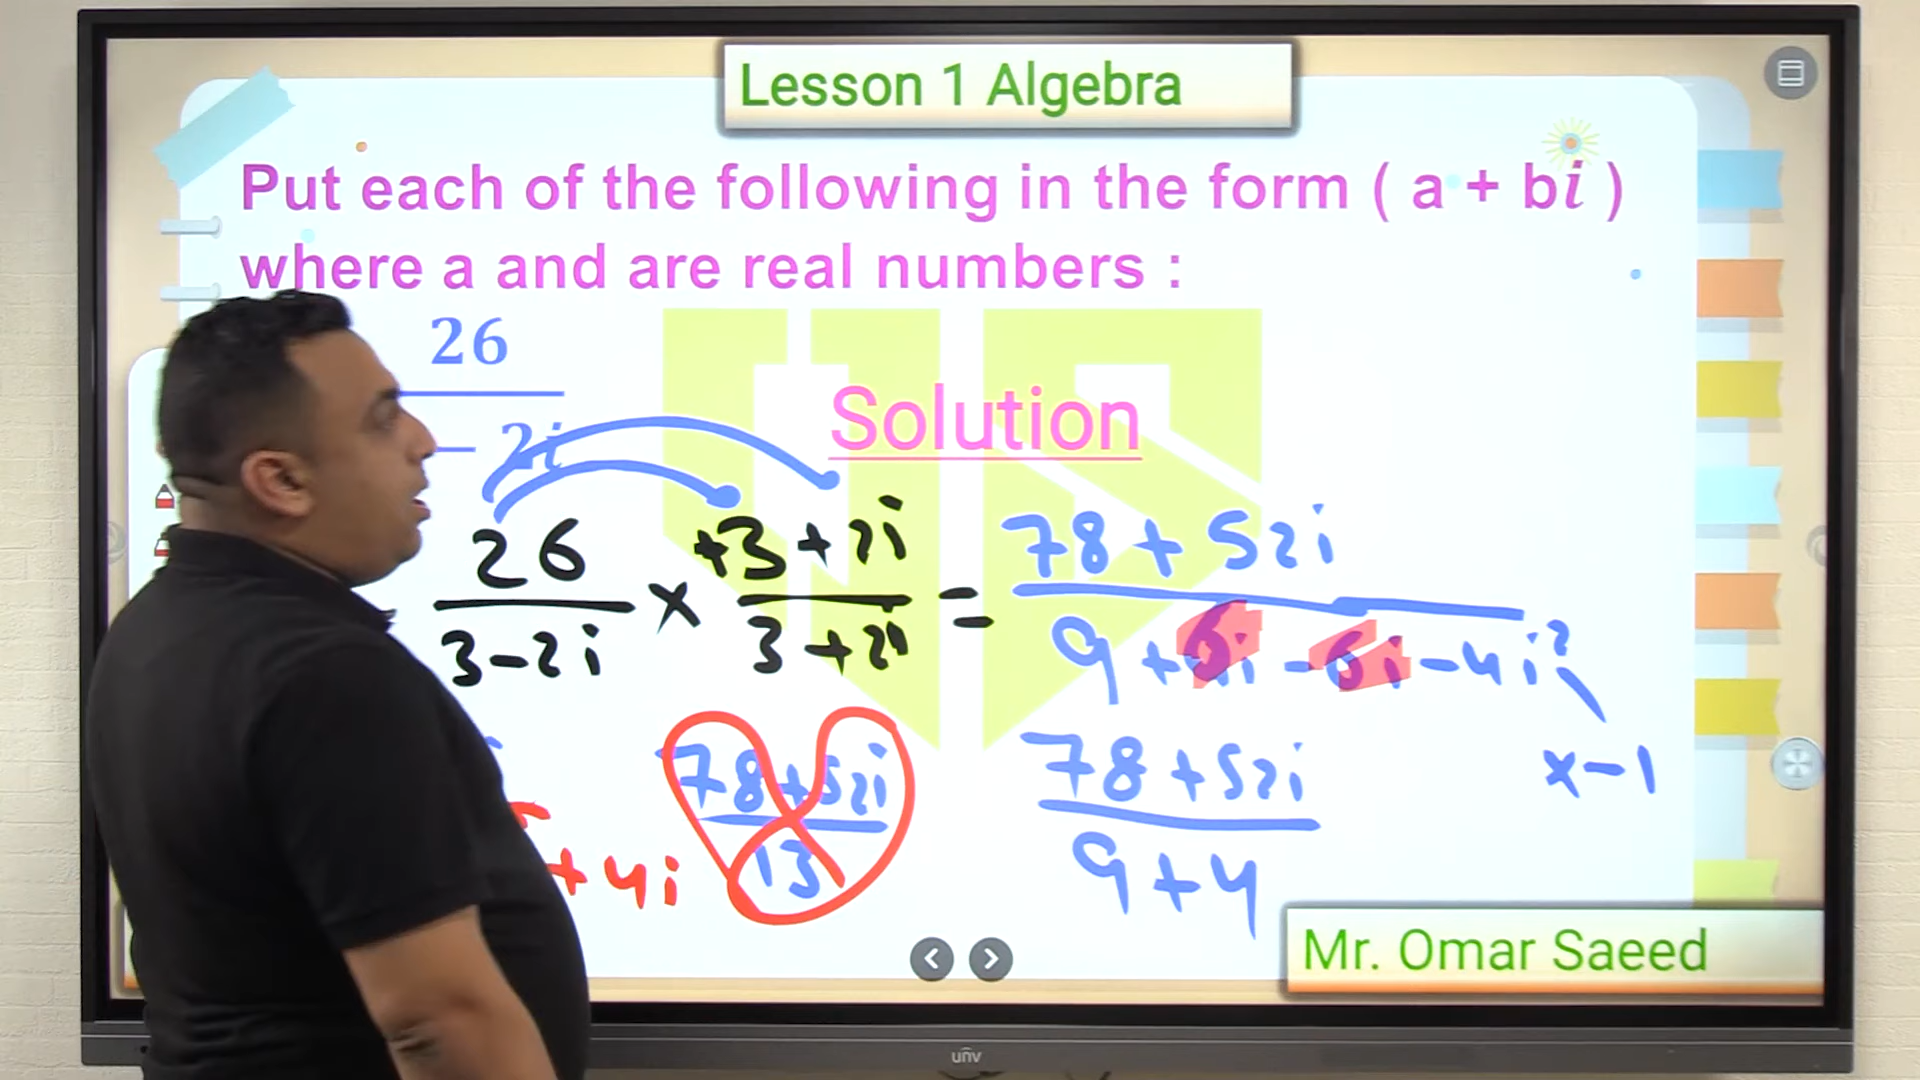 Lesson 1 Algebra
Put each of the following in the form ( a + bi )
where a and are real numbers :
26
- 2i
Solution
26 / 3-2i × +3+2i / 3+2i = 78+52i / 9+6i-6i-4i²
×-1
78+52i / 13
78+52i / 9+4
+4i
Mr. Omar Saeed
unv